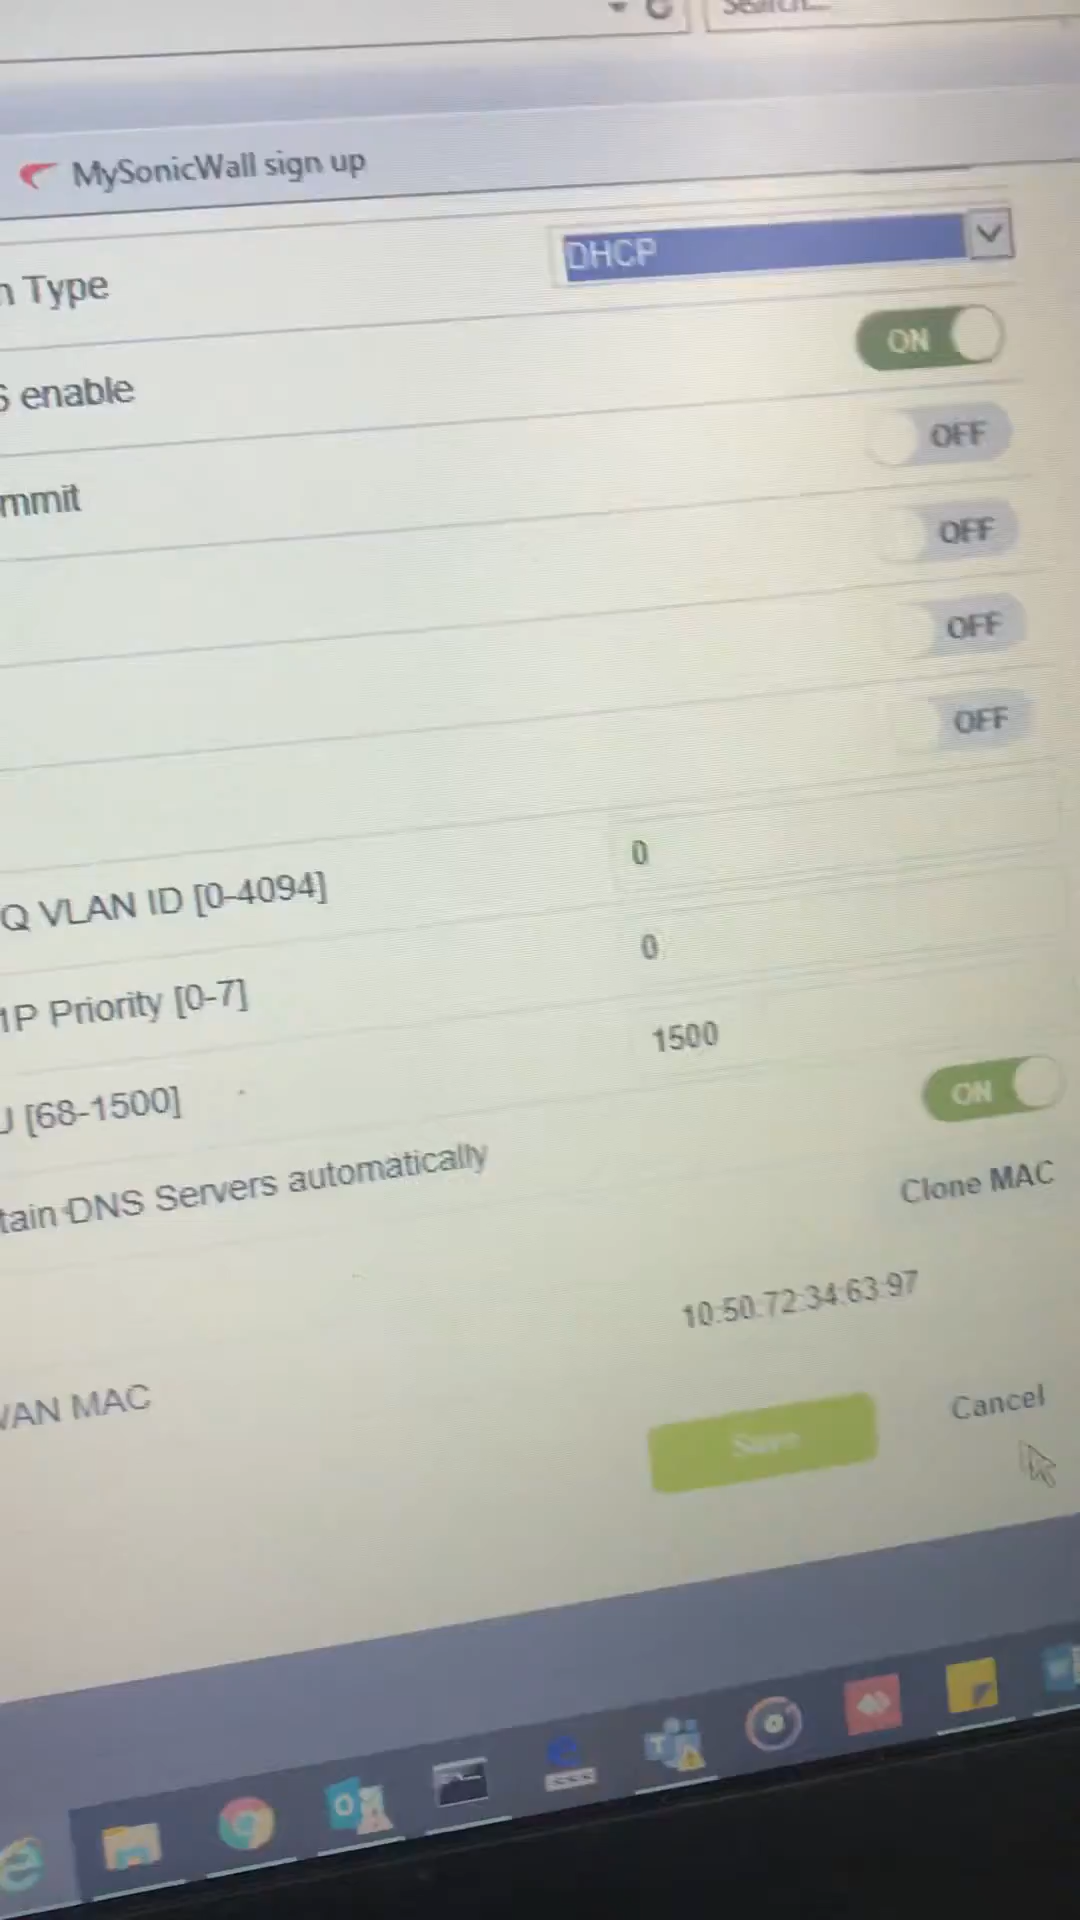 MySonicWall sign up
n Type
DHCP
ON
enable
OFF
mmit
OFF
OFF
OFF
Q VLAN ID [0-4094]
0
1P Priority [0-7]
0
J [68-1500]
1500
tain DNS Servers automatically
ON
Clone MAC
WAN MAC
10:50:72:34:63:97
Save
Cancel